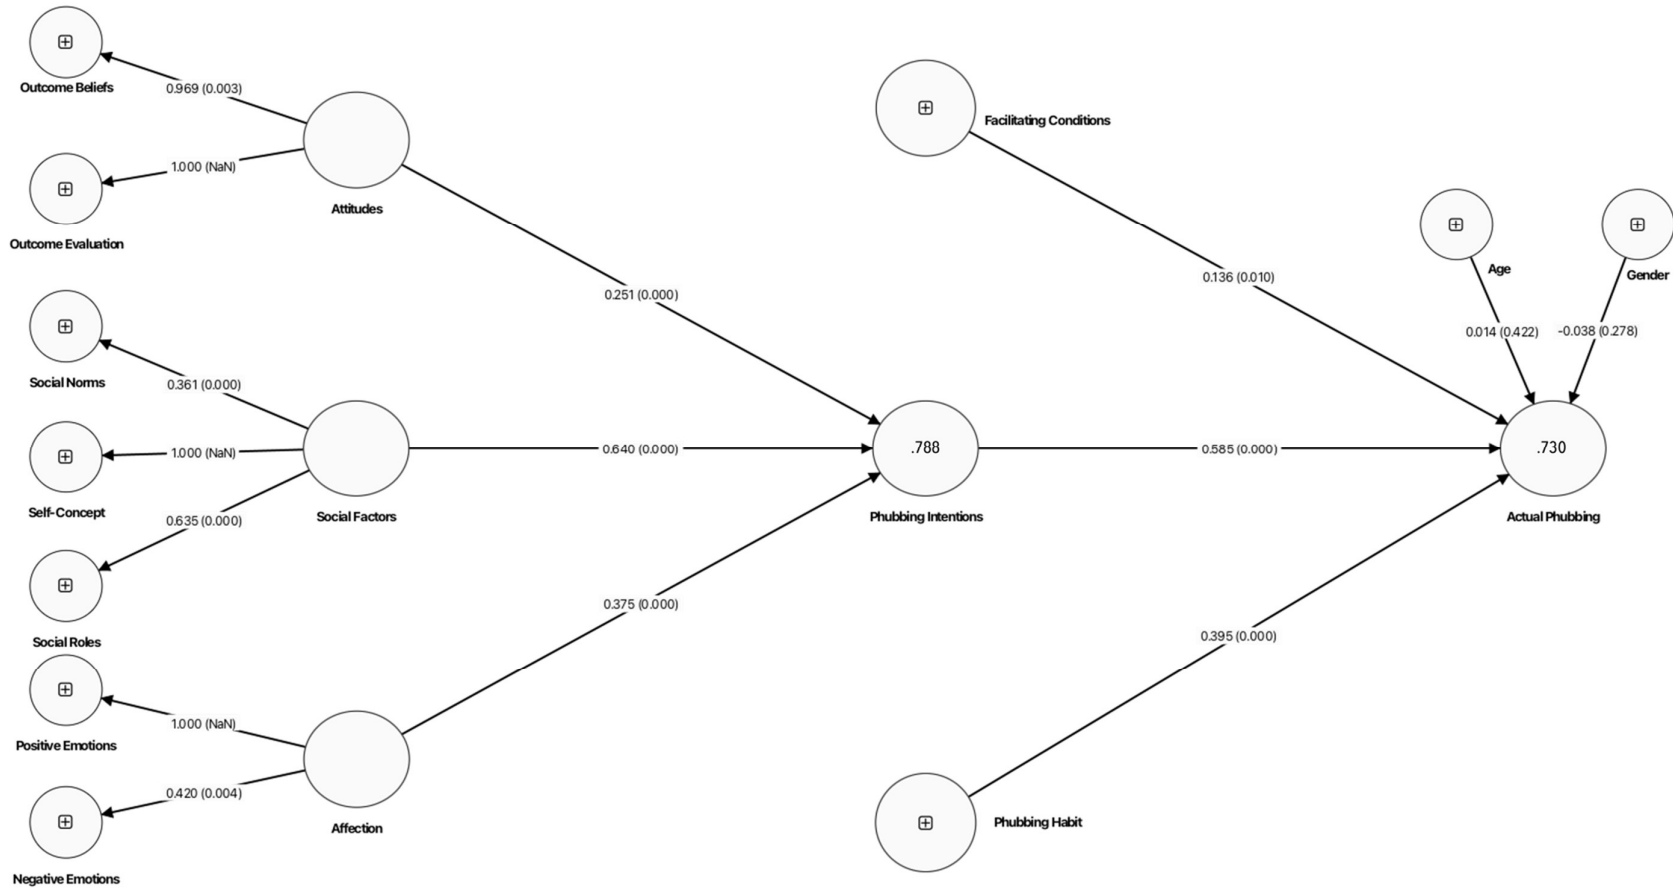 Outcome Beliefs
0.969 (0.003)
1.000 (NaN)
Outcome Evaluation
Attitudes
0.251 (0.000)
Social Norms
0.361 (0.000)
1.000 (NaN)
Self-Concept
0.635 (0.000)
Social Factors
0.640 (0.000)
Social Roles
Positive Emotions
1.000 (NaN)
0.420 (0.004)
Affection
0.375 (0.000)
Negative Emotions
Facilitating Conditions
0.136 (0.010)
Age
Gender
0.014 (0.422)
-0.038 (0.278)
.788
Phubbing Intentions
0.585 (0.000)
.730
Actual Phubbing
0.395 (0.000)
Phubbing Habit